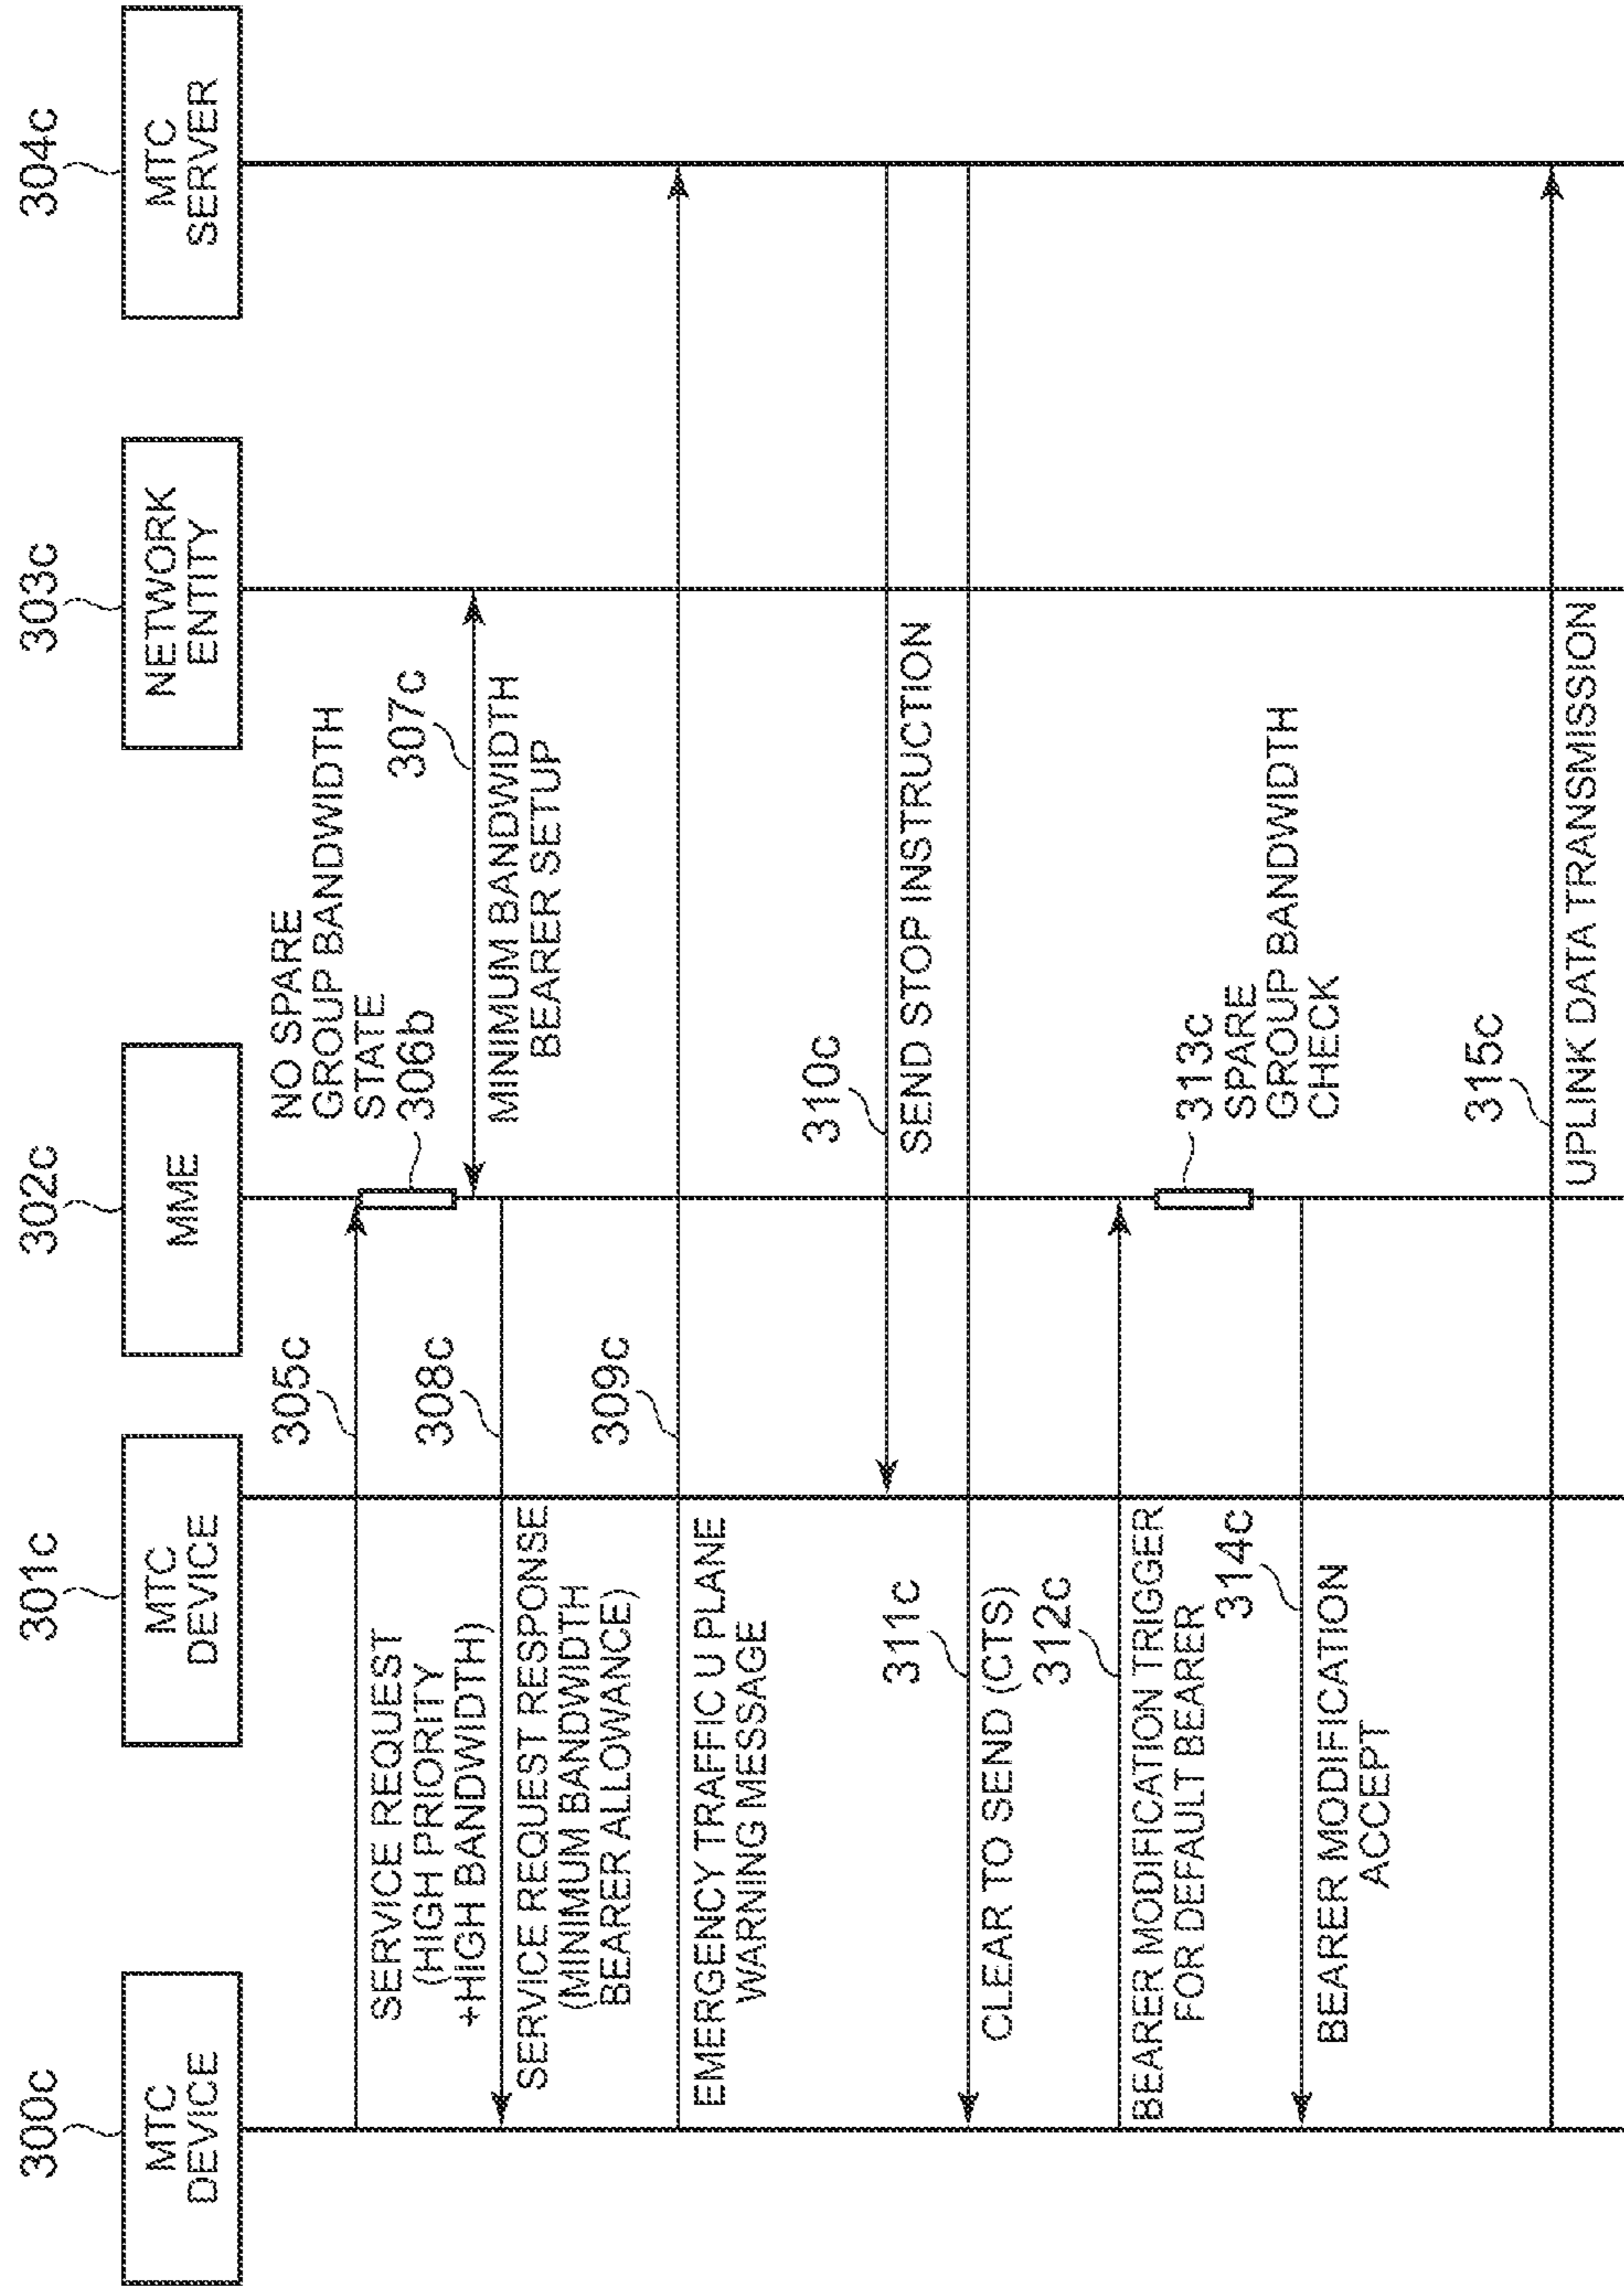 300c
301c
302c
303c
304c
MTC
DEVICE
MTC
DEVICE
MME
NETWORK
ENTITY
MTC
SERVER
305c
SERVICE REQUEST
(HIGH PRIORITY
+HIGH BANDWIDTH)
NO SPARE
GROUP BANDWIDTH
STATE
306b
307c
MINIMUM BANDWIDTH
BEARER SETUP
308c
SERVICE REQUEST RESPONSE
(MINIMUM BANDWIDTH
BEARER ALLOWANCE)
309c
EMERGENCY TRAFFIC U PLANE
WARNING MESSAGE
310c
SEND STOP INSTRUCTION
311c
CLEAR TO SEND (CTS)
312c
BEARER MODIFICATION TRIGGER
FOR DEFAULT BEARER
313c
SPARE
GROUP BANDWIDTH
CHECK
314c
BEARER MODIFICATION
ACCEPT
315c
UPLINK DATA TRANSMISSION